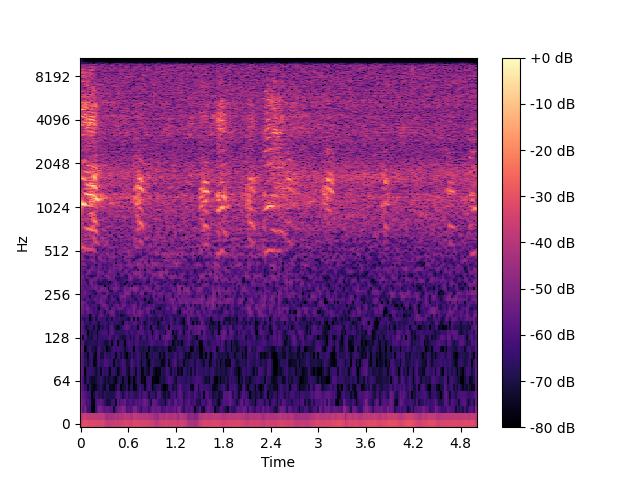 8192
4096
2048
1024
512
256
128
64
0
Hz
0 0.6 1.2 1.8 2.4 3 3.6 4.2 4.8
Time
+0 dB
-10 dB
-20 dB
-30 dB
-40 dB
-50 dB
-60 dB
-70 dB
-80 dB